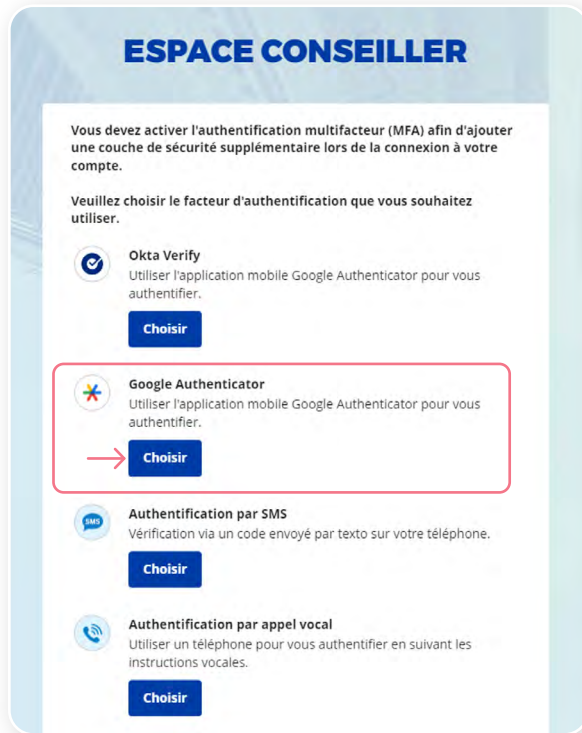 ESPACE CONSEILLER
Vous devez activer l'authentification multifacteur (MFA) afin d'ajouter
une couche de sécurité supplémentaire lors de la connexion à votre
compte.
Veuillez choisir le facteur d'authentification que vous souhaitez
utiliser.
Okta Verify
Utiliser l'application mobile Google Authenticator pour vous
authentifier.
Choisir
Google Authenticator
Utiliser l'application mobile Google Authenticator pour vous
authentifier.
Choisir
SMS
Authentification par SMS
Vérification via un code envoyé par texto sur votre téléphone.
Choisir
Authentification par appel vocal
Utiliser un téléphone pour vous authentifier en suivant les
instructions vocales.
Choisir